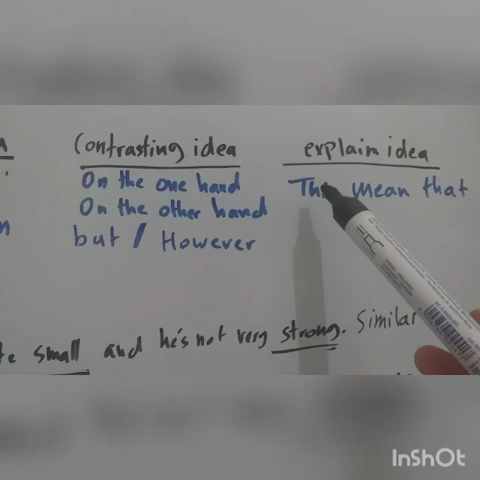 Contrasting idea
explain idea
On the one hand
mean that
On the other hand
but / However
small and he's not very strong. Similar
InShOt